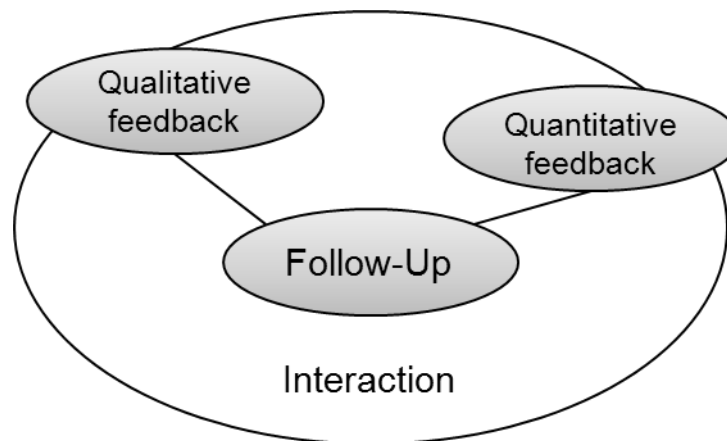 Qualitative
feedback
Quantitative
feedback
Follow-Up
Interaction